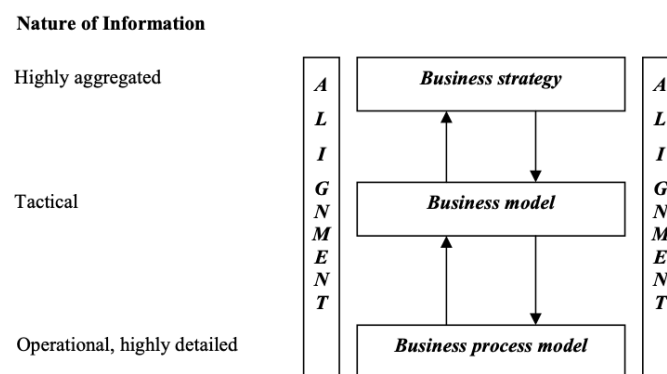 Nature of Information
Highly aggregated
Business strategy
Tactical
Business model
Operational, highly detailed
Business process model
A
L
I
G
N
M
E
N
T
A
L
I
G
N
M
E
N
T